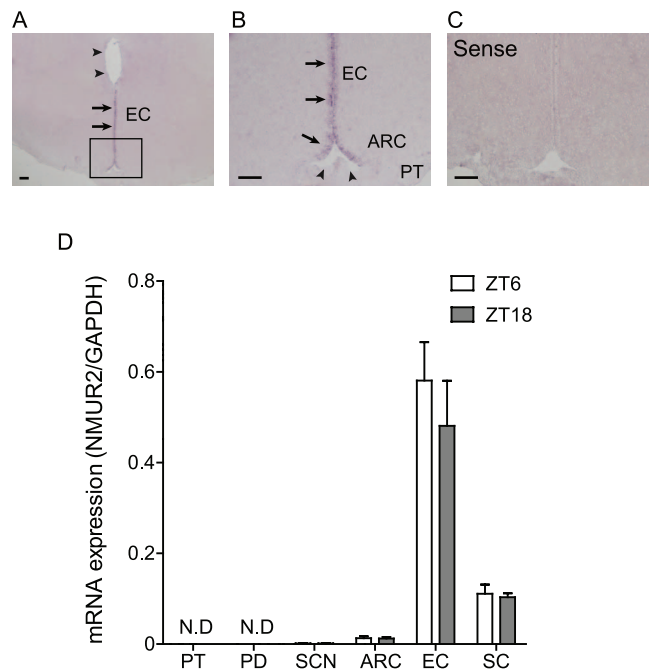 A
B
C
EC
EC
ARC
PT
Sense
D
mRNA expression (NMUR2/GAPDH)
0.8
0.6
0.4
0.2
0
ZT6
ZT18
N.D N.D
PT PD SCN ARC EC SC